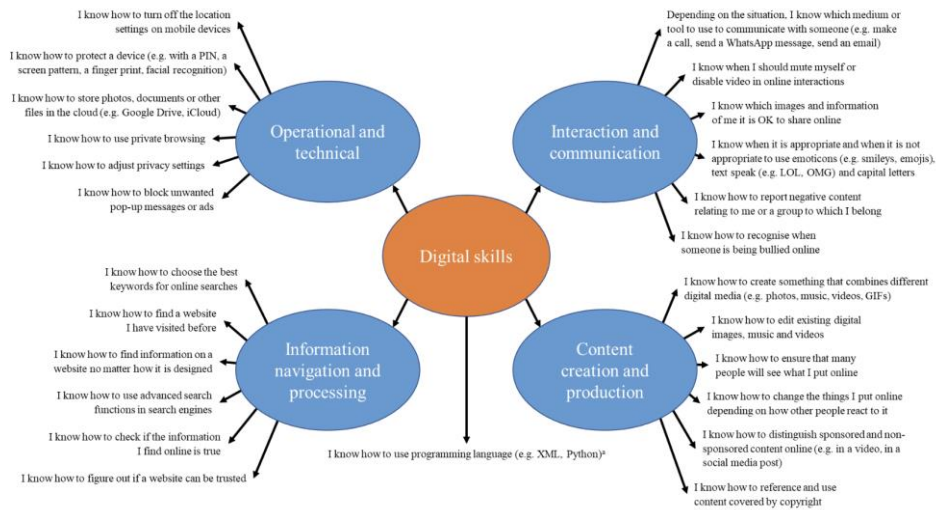 I know how to turn off the location
settings on mobile devices
I know how to protect a device (e.g. with a PIN, a
screen pattern, a finger print, facial recognition)
I know how to store photos, documents or other
files in the cloud (e.g. Google Drive, iCloud)
I know how to use private browsing
I know how to adjust privacy settings
I know how to block unwanted
pop-up messages or ads
Operational and
technical
Depending on the situation, I know which medium or
tool to use to communicate with someone (e.g. make
a call, send a WhatsApp message, send an email)
I know when I should mute myself or
disable video in online interactions
I know which images and information
of me it is OK to share online
I know when it is appropriate and when it is not
appropriate to use emoticons (e.g. smileys, emojis),
text speak (e.g. LOL, OMG) and capital letters
I know how to report negative content
relating to me or a group to which I belong
I know how to recognise when
someone is being bullied online
Interaction and
communication
Digital skills
I know how to choose the best
keywords for online searches
I know how to find a website
I have visited before
I know how to find information on a
website no matter how it is designed
I know how to use advanced search
functions in search engines
I know how to check if the information
I find online is true
I know how to figure out if a website can be trusted
Information
navigation and
processing
I know how to use programming language (e.g. XML, Python)ᵃ
Content
creation and
production
I know how to create something that combines different
digital media (e.g. photos, music, videos, GIFs)
I know how to edit existing digital
images, music and videos
I know how to ensure that many
people will see what I put online
I know how to change the things I put online
depending on how other people react to it
I know how to distinguish sponsored and non-
sponsored content online (e.g. in a video, in a
social media post)
I know how to reference and use
content covered by copyright